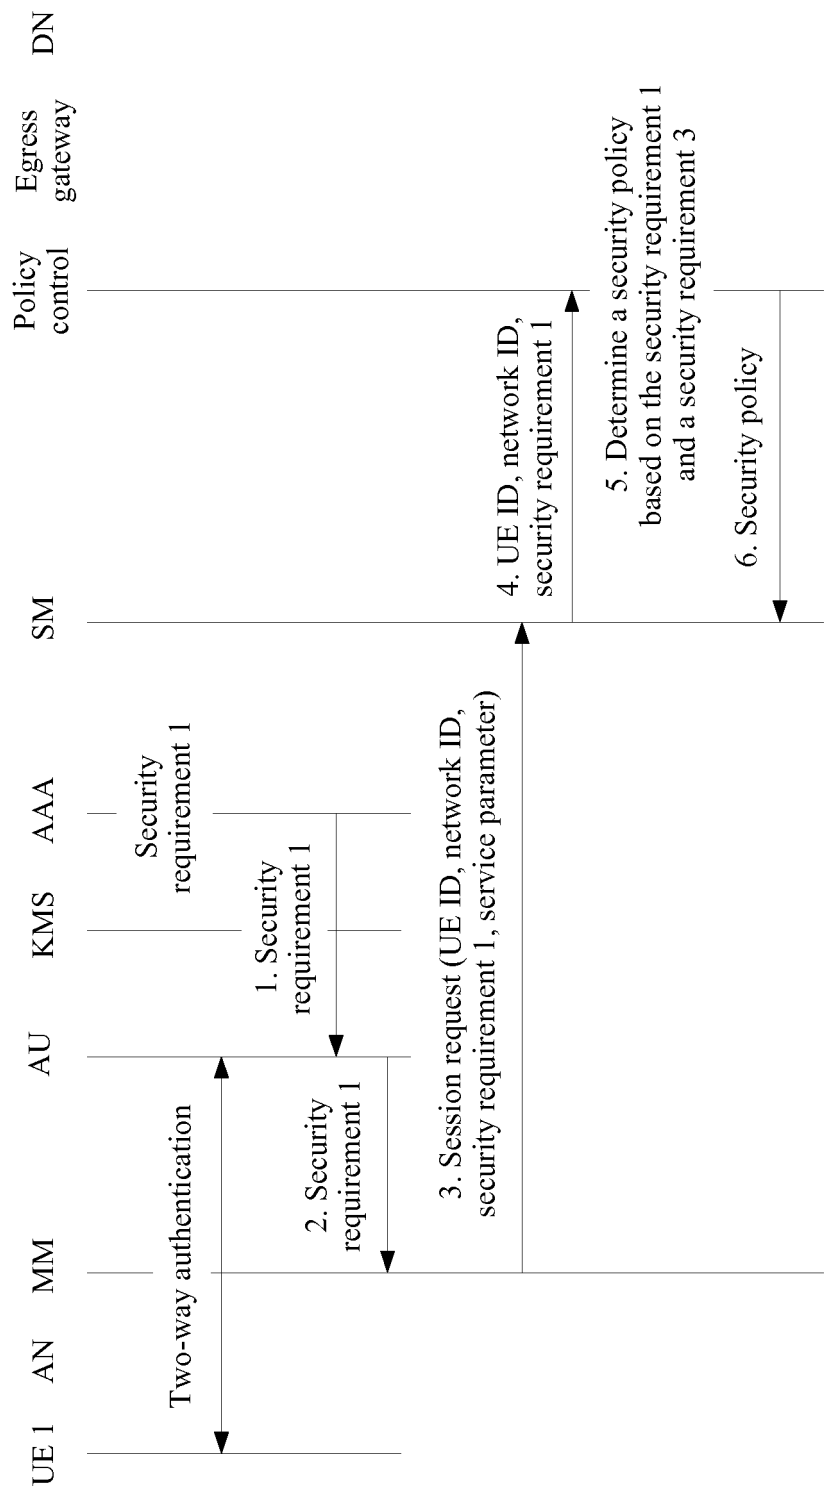 UE 1
AN
MM
AU
KMS
AAA
SM
Policy
control
Egress
gateway
DN
Security
requirement 1
Two-way authentication
1. Security
requirement 1
2. Security
requirement 1
3. Session request (UE ID, network ID,
security requirement 1, service parameter)
4. UE ID, network ID,
security requirement 1
5. Determine a security policy
based on the security requirement 1
and a security requirement 3
6. Security policy